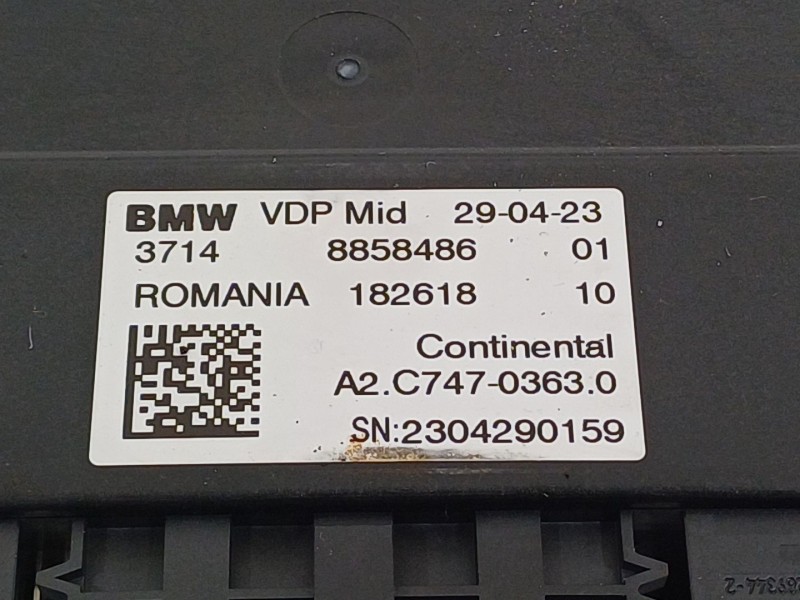 BMW VDP Mid 29-04-23
3714 8858486 01
ROMANIA 182618 10
Continental
A2.C747-0363.0
SN:2304290159